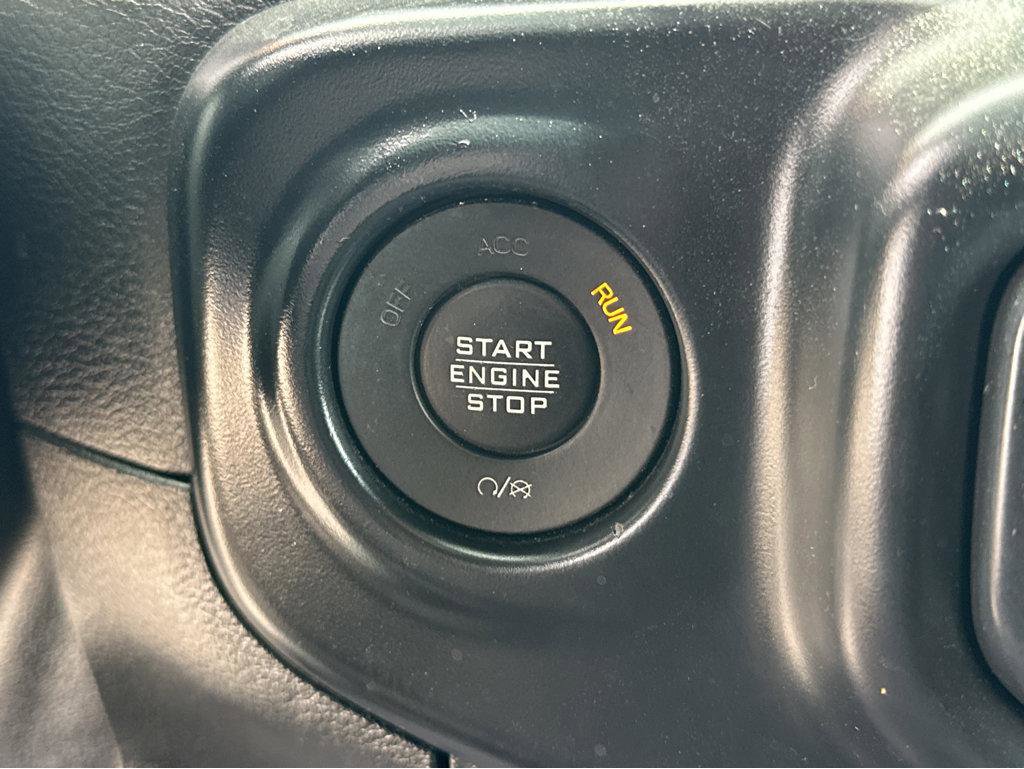 ACC
OFF
RUN
START
ENGINE
STOP